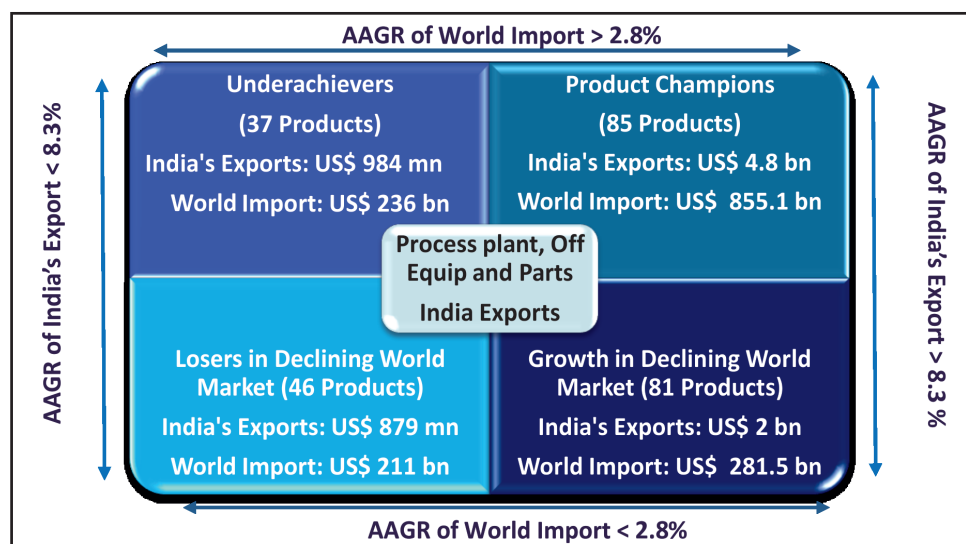 AAGR of World Import > 2.8%
AAGR of India's Export < 8.3%
Underachievers
(37 Products)
India's Exports: US$ 984 mn
World Import: US$ 236 bn
Product Champions
(85 Products)
India's Exports: US$ 4.8 bn
World Import: US$ 855.1 bn
AAGR of India's Export > 8.3 %
Process plant, Off
Equip and Parts
India Exports
Losers in Declining World
Market (46 Products)
India's Exports: US$ 879 mn
World Import: US$ 211 bn
Growth in Declining World
Market (81 Products)
India's Exports: US$ 2 bn
World Import: US$ 281.5 bn
AAGR of World Import < 2.8%